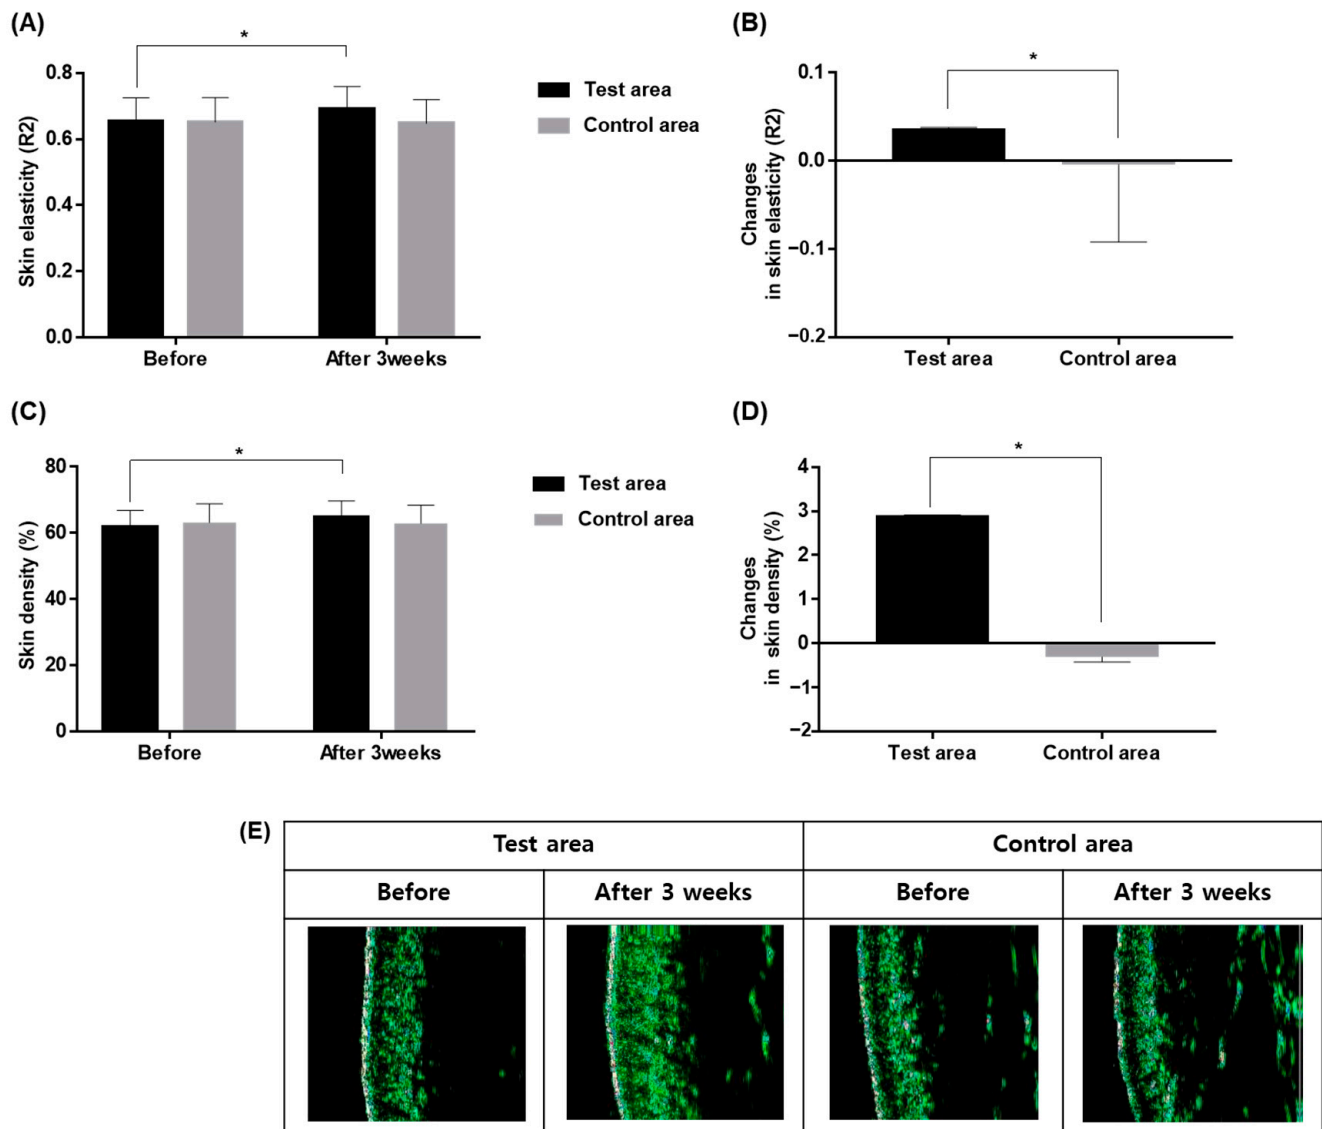 (A)
*
Skin elasticity (R2)
0.8
0.6
0.4
0.2
0.0
Before
After 3weeks
Test area
Control area
(B)
*
Changes
in skin elasticity (R2)
0.1
0.0
−0.1
−0.2
Test area
Control area
(C)
*
Skin density (%)
80
60
40
20
0
Before
After 3weeks
Test area
Control area
(D)
*
Changes
in skin density (%)
4
3
2
1
0
−1
−2
Test area
Control area
(E)
Test area
Control area
Before
After 3 weeks
Before
After 3 weeks